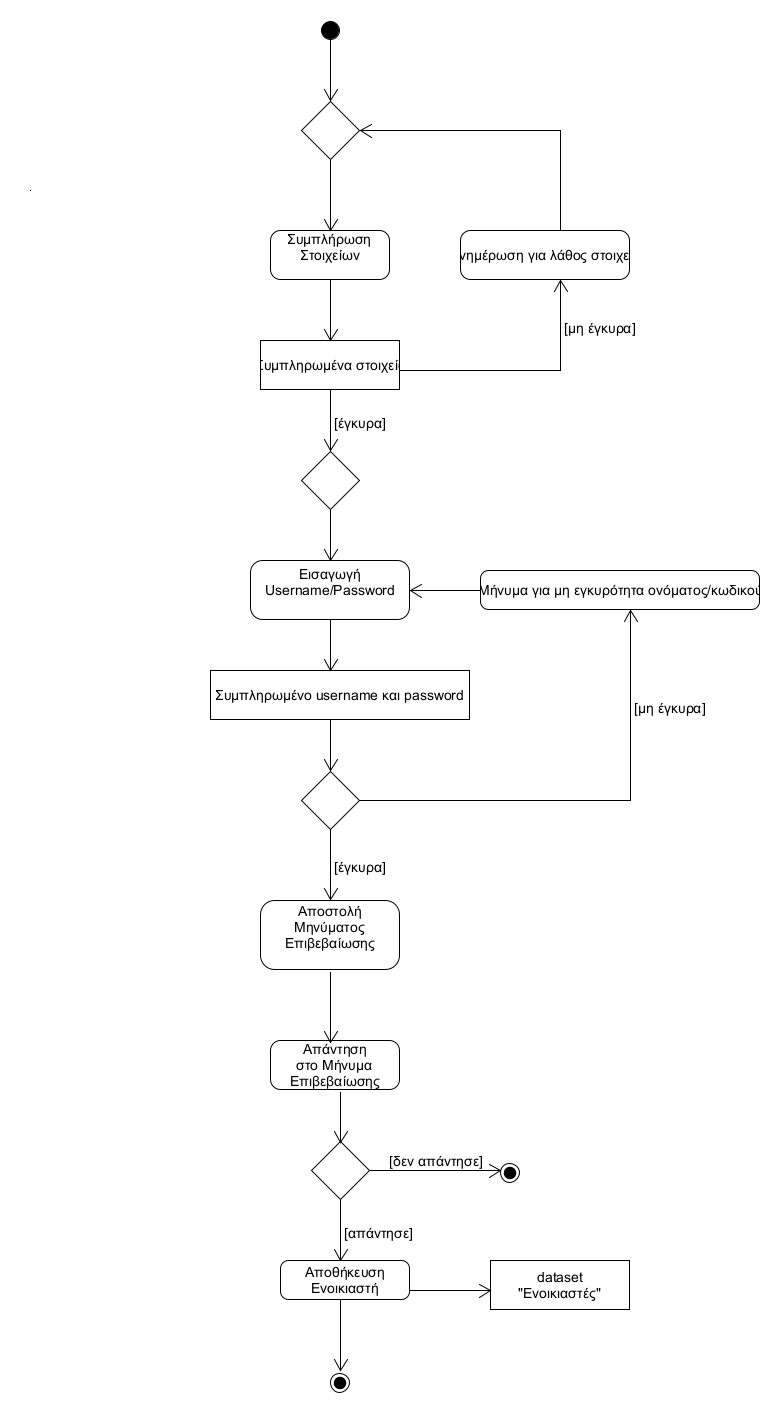 Συμπλήρωση
Στοιχείων
νημέρωση για λάθος στοιχε
[μη έγκυρα]
Συμπληρωμένα στοιχεί
[έγκυρα]
Εισαγωγή
Username/Password
Μήνυμα για μη εγκυρότητα ονόματος/κωδικού
Συμπληρωμένο username και password
[μη έγκυρα]
[έγκυρα]
Αποστολή
Μηνύματος
Επιβεβαίωσης
Απάντηση
στο Μήνυμα
Επιβεβαίωσης
[δεν απάντησε]
[απάντησε]
Αποθήκευση
Ενοικιαστή
dataset
"Ενοικιαστές"